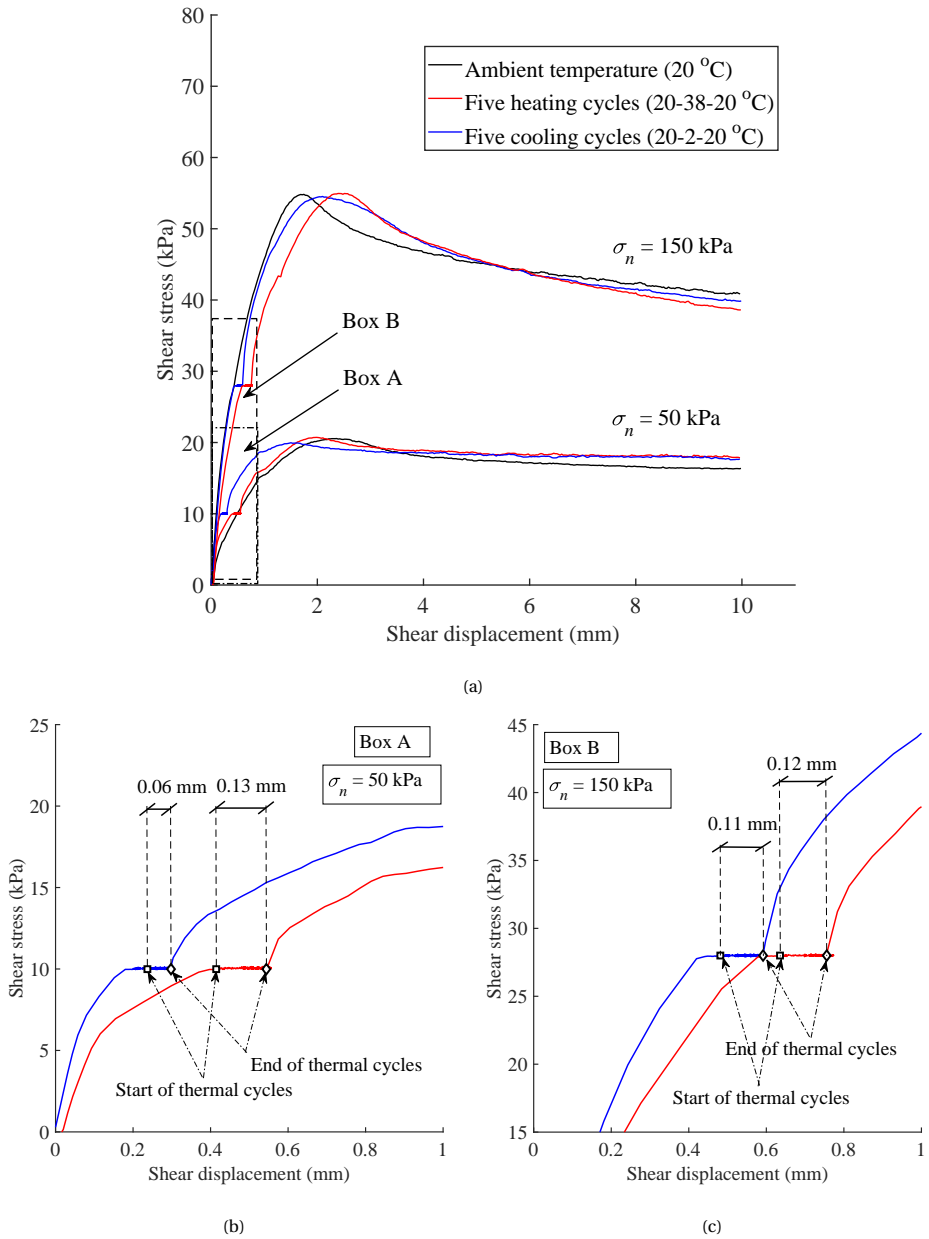 80
70
60
50
40
30
20
10
0
Shear stress (kPa)
Ambient temperature (20 °C)
Five heating cycles (20-38-20 °C)
Five cooling cycles (20-2-20 °C)
σn = 150 kPa
Box B
Box A
σn = 50 kPa
0 2 4 6 8 10
Shear displacement (mm)
(a)
25
20
15
10
5
0
Shear stress (kPa)
Box A
σn = 50 kPa
0.06 mm
0.13 mm
End of thermal cycles
Start of thermal cycles
0 0.2 0.4 0.6 0.8 1
Shear displacement (mm)
(b)
45
40
35
30
25
20
15
Shear stress (kPa)
Box B
σn = 150 kPa
0.12 mm
0.11 mm
End of thermal cycles
Start of thermal cycles
0 0.2 0.4 0.6 0.8 1
Shear displacement (mm)
(c)